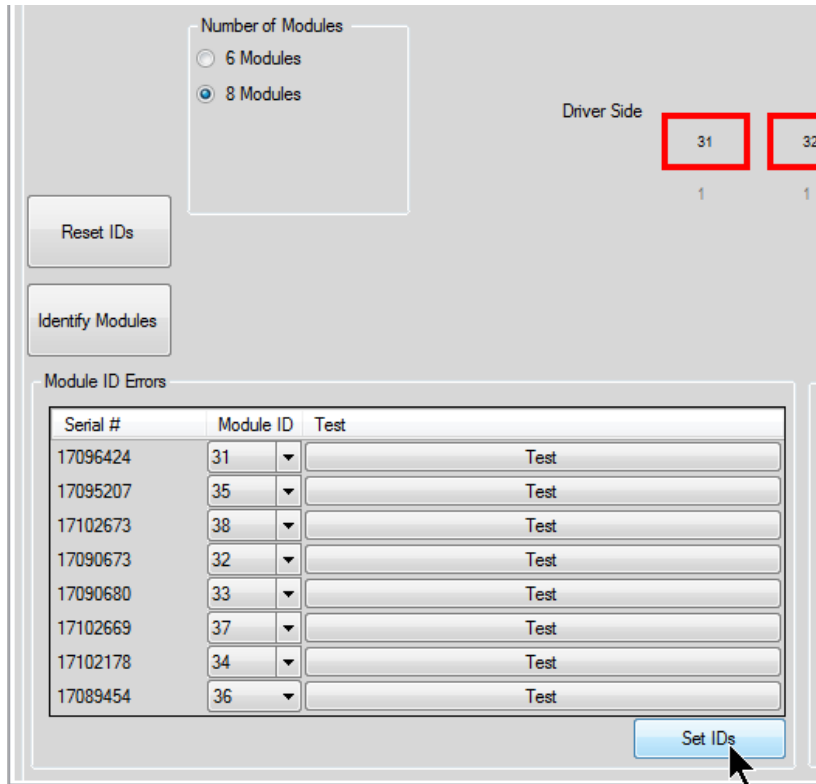 Number of Modules
6 Modules
8 Modules
Driver Side
31 32
1 1
Reset IDs
Identify Modules
Module ID Errors
Serial # Module ID Test
17096424 31 Test
17095207 35 Test
17102673 38 Test
17090673 32 Test
17090680 33 Test
17102669 37 Test
17102178 34 Test
17089454 36 Test
Set IDs